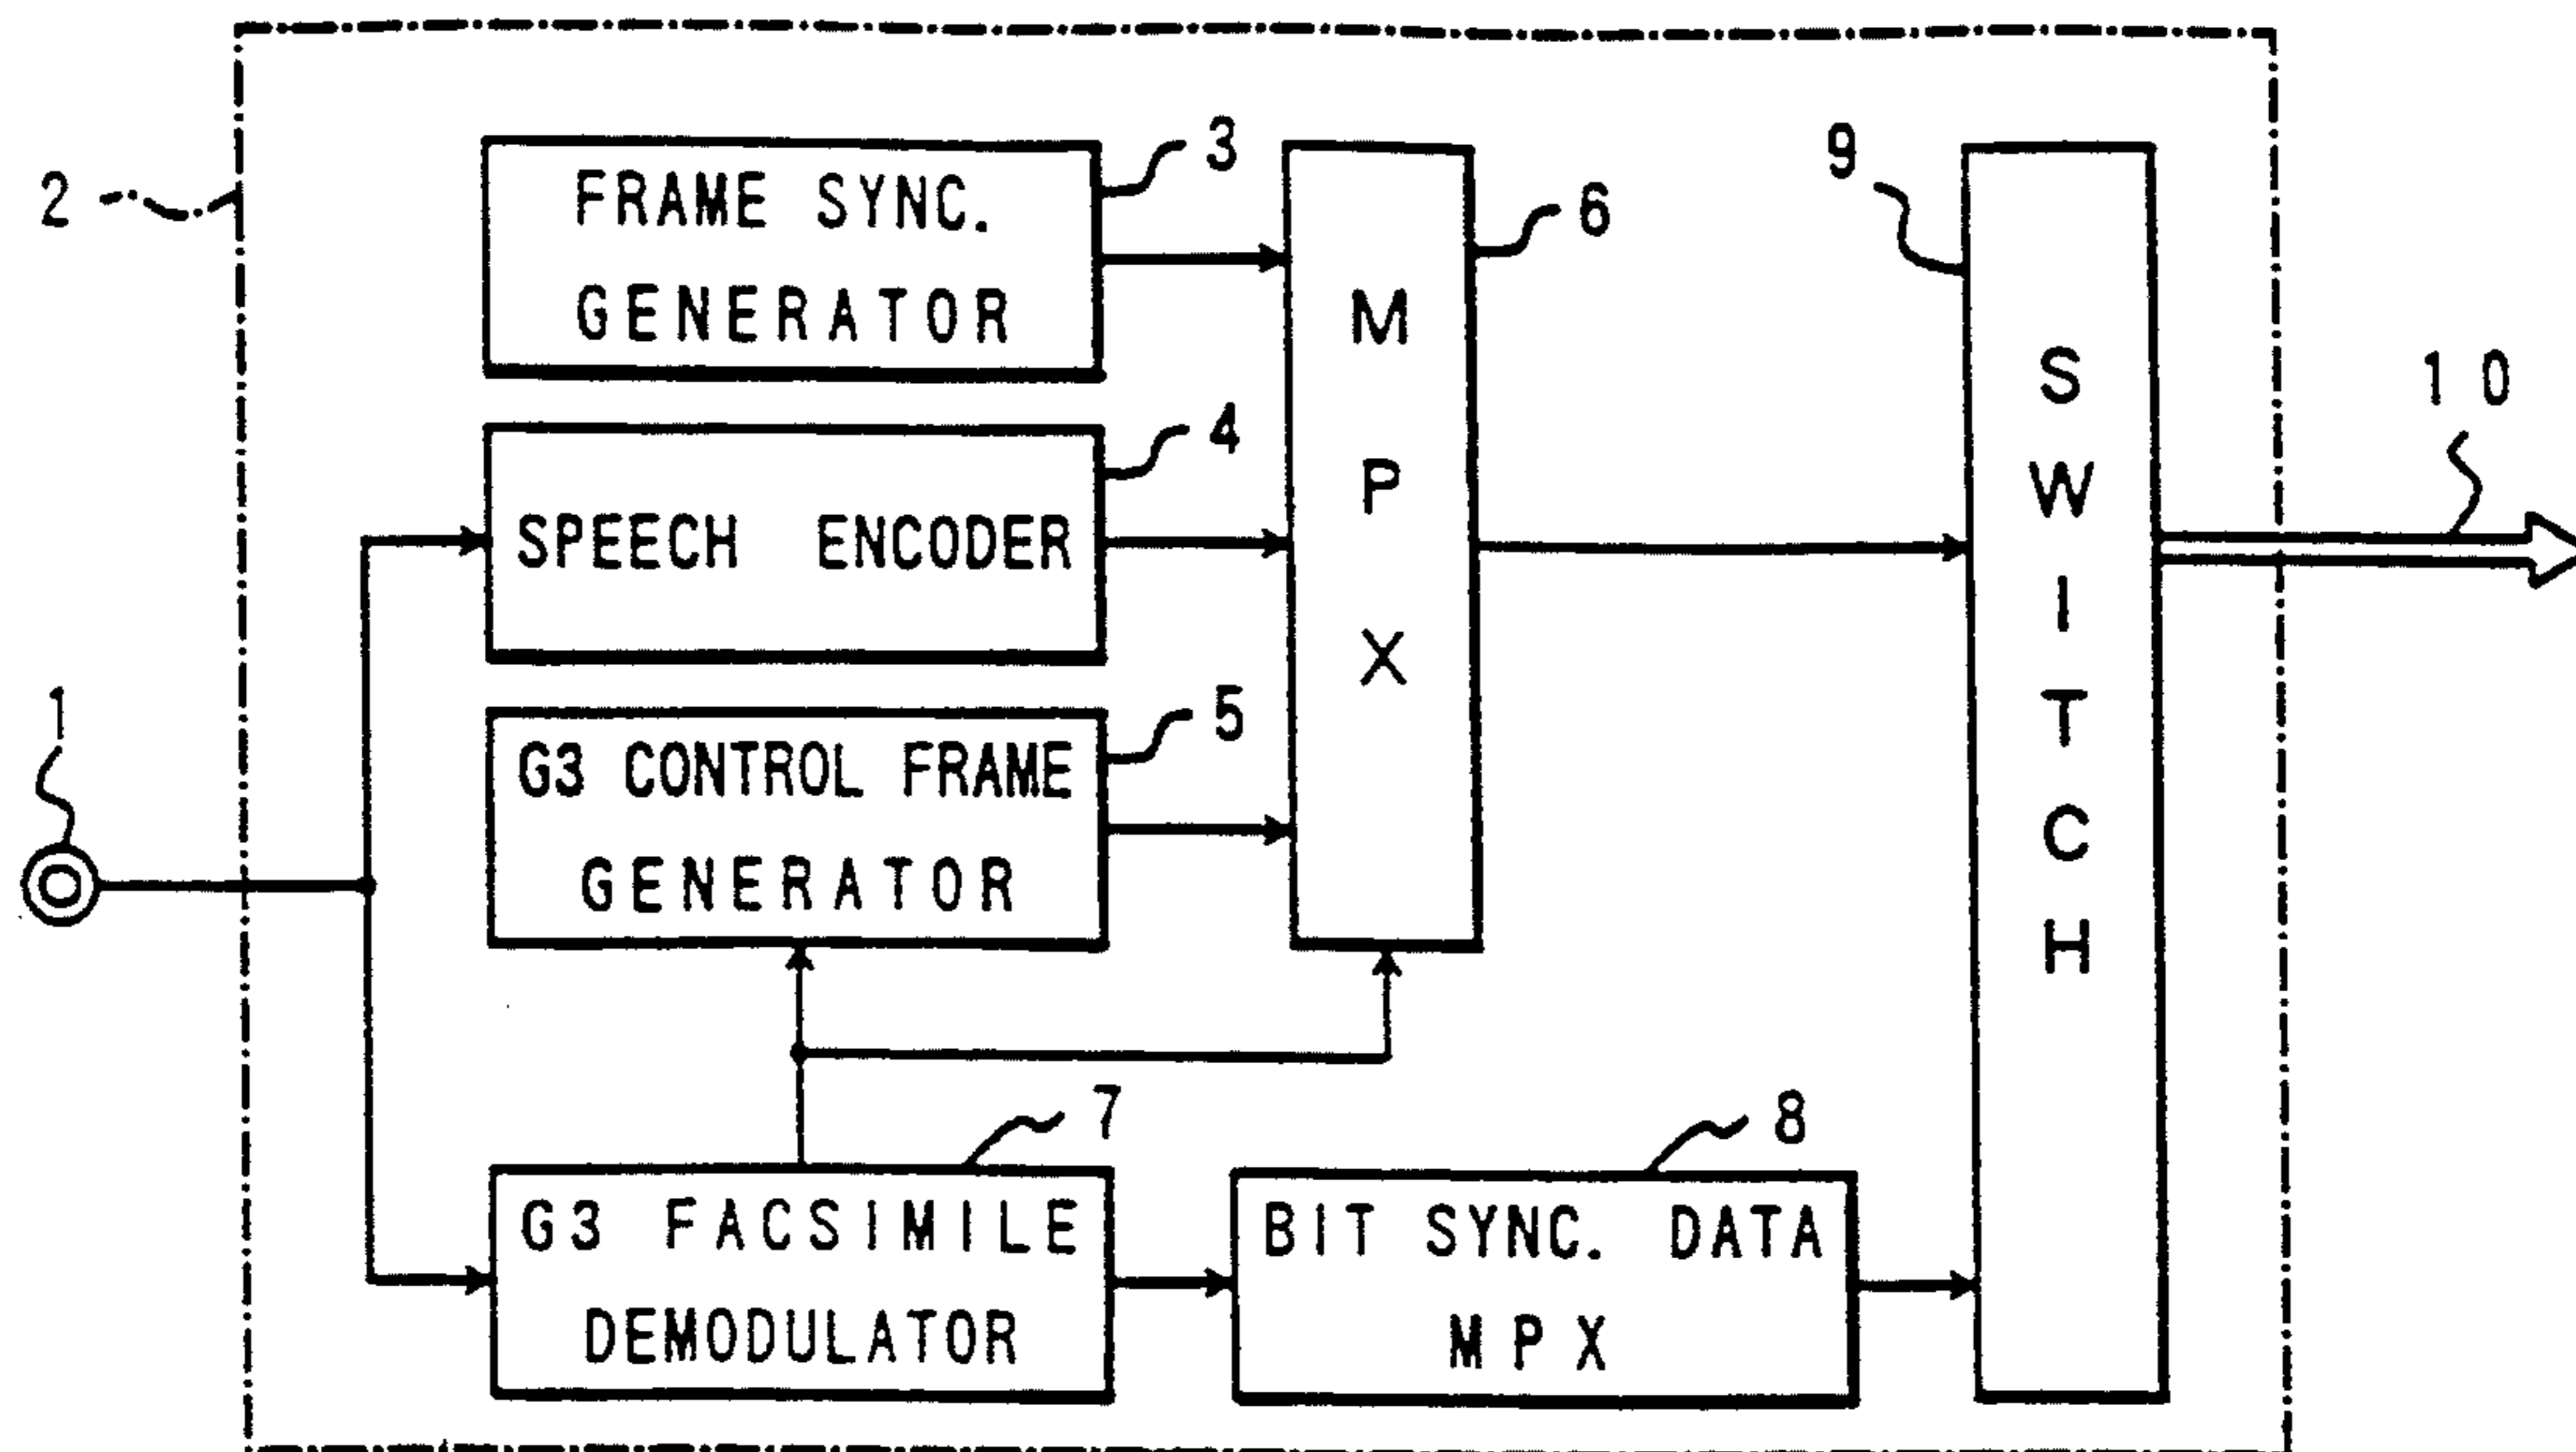 2
FRAME SYNC.
GENERATOR
3
SPEECH ENCODER
4
G3 CONTROL FRAME
GENERATOR
5
M
P
X
6
9
S
W
I
T
C
H
10
1
G3 FACSIMILE
DEMODULATOR
7
BIT SYNC. DATA
MPX
8